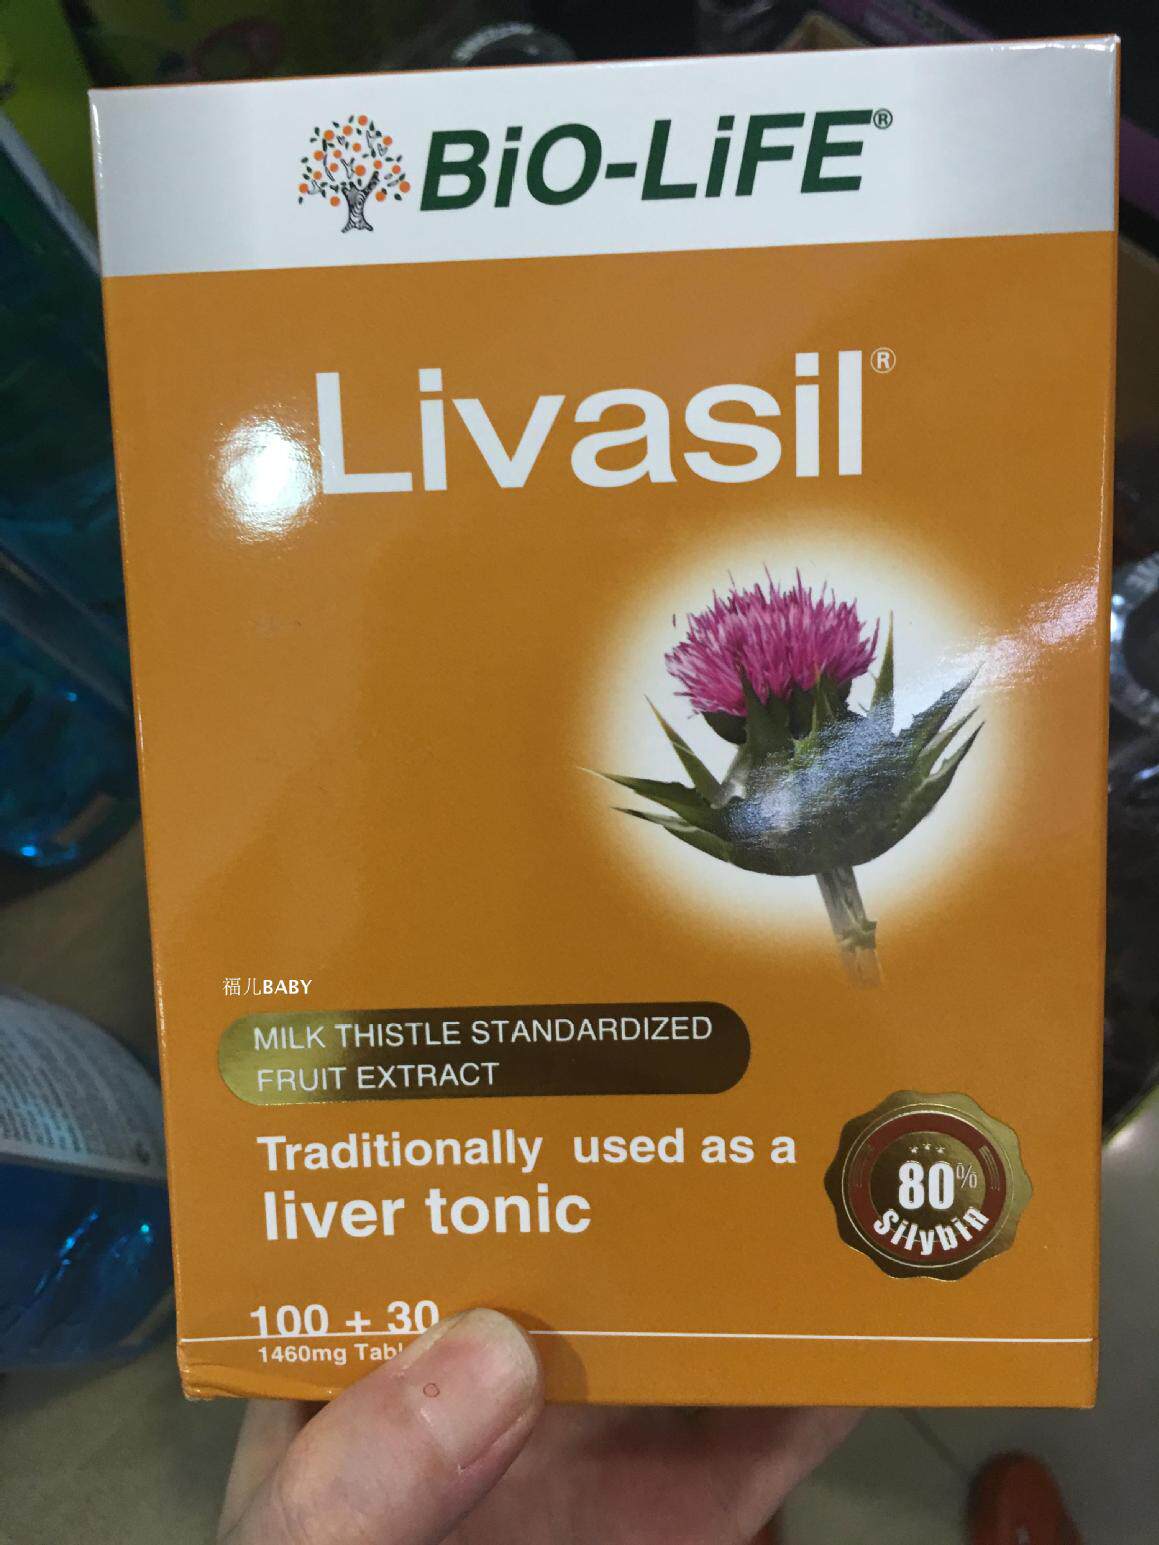 BiO-LiFE®
Livasil®
福儿BABY
MILK THISTLE STANDARDIZED
FRUIT EXTRACT
Traditionally used as a
liver tonic
80%
Silybin
100 + 30
1460mg